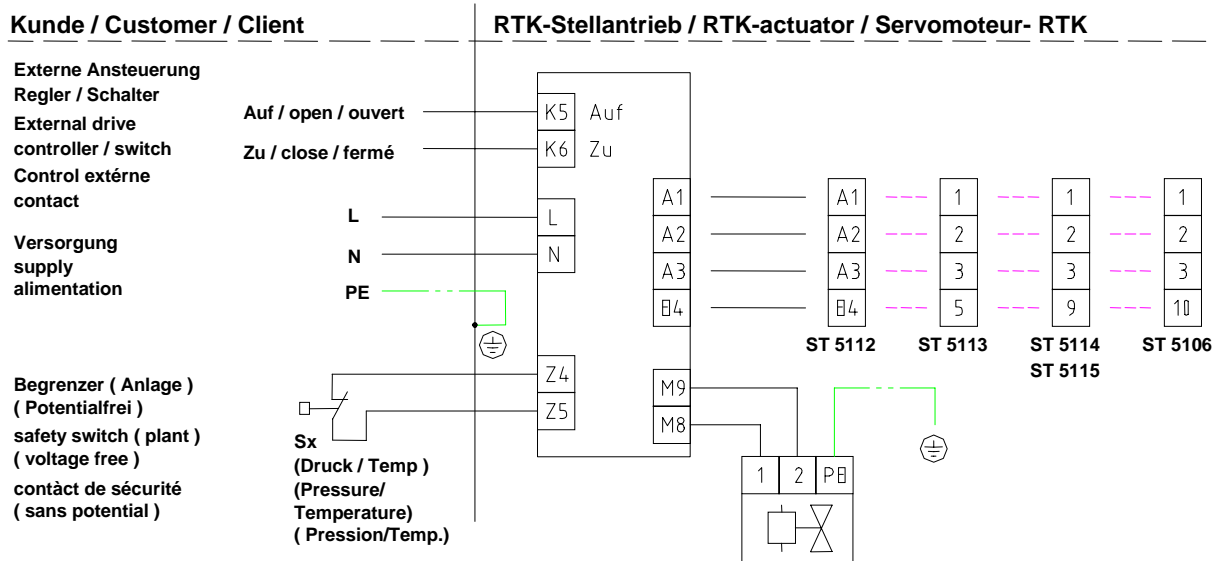 Kunde / Customer / Client
RTK-Stellantrieb / RTK-actuator / Servomoteur- RTK
Externe Ansteuerung
Regler / Schalter
External drive
controller / switch
Control extérne
contact
Auf / open / ouvert
K5 Auf
Zu / close / fermé
K6 Zu
Versorgung
supply
alimentation
L
L
N
N
PE
A1 A1 1 1 1
A2 A2 2 2 2
A3 A3 3 3 3
B4 B4 5 9 10
ST 5112 ST 5113 ST 5114 ST 5106
ST 5115
Begrenzer ( Anlage )
( Potentialfrei )
safety switch ( plant )
( voltage free )
contàct de sécurité
( sans potential )
Sx
(Druck / Temp )
(Pressure/
Temperature)
( Pression/Temp.)
Z4
Z5
M9
M8
1 2 PE